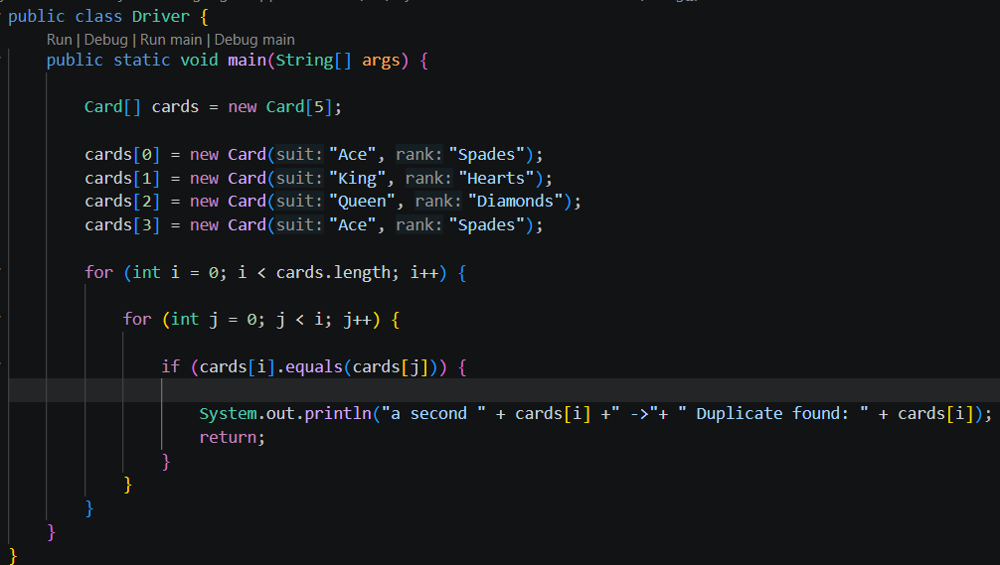 public class Driver {
Run | Debug | Run main | Debug main
public static void main(String[] args) {
Card[] cards = new Card[5];
cards[0] = new Card(suit: "Ace", rank: "Spades");
cards[1] = new Card(suit: "King", rank: "Hearts");
cards[2] = new Card(suit: "Queen", rank: "Diamonds");
cards[3] = new Card(suit: "Ace", rank: "Spades");
for (int i = 0; i < cards.length; i++) {
for (int j = 0; j < i; j++) {
if (cards[i].equals(cards[j])) {
System.out.println("a second " + cards[i] +" ->"+ " Duplicate found: " + cards[i]);
return;
}
}
}
}
}